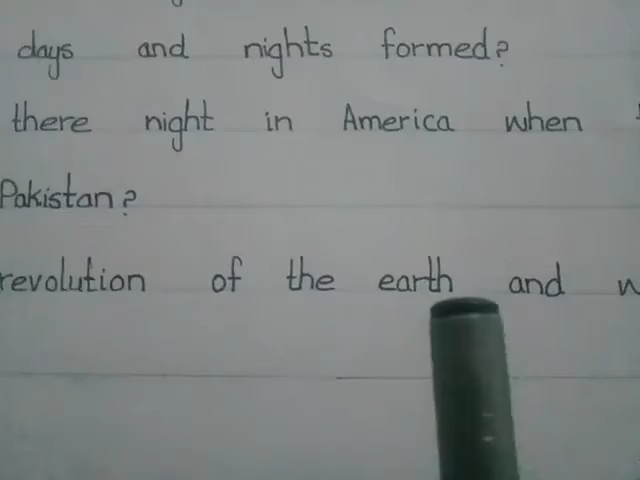 days and nights formed?
there night in America when
Pakistan?
revolution of the earth and